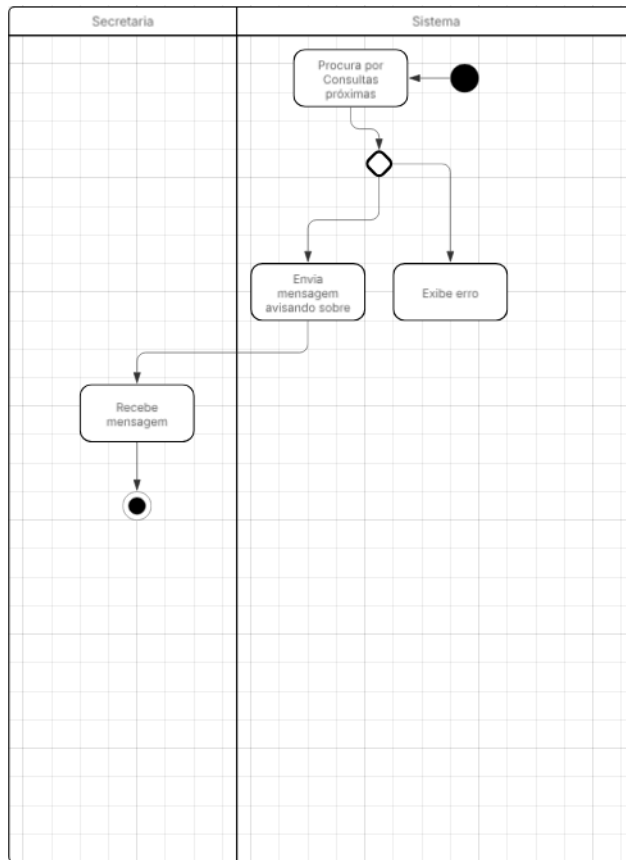 Secretaria
Sistema
Procura por
Consultas
próximas
Envia
mensagem
avisando sobre
Exibe erro
Recebe
mensagem